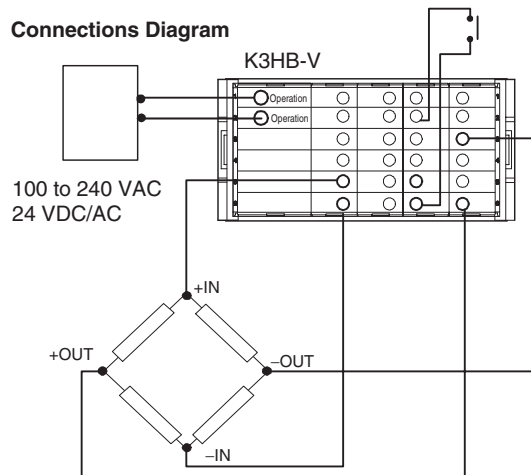 Connections Diagram
K3HB-V
Operation
Operation
100 to 240 VAC
24 VDC/AC
+IN
+OUT
−OUT
−IN